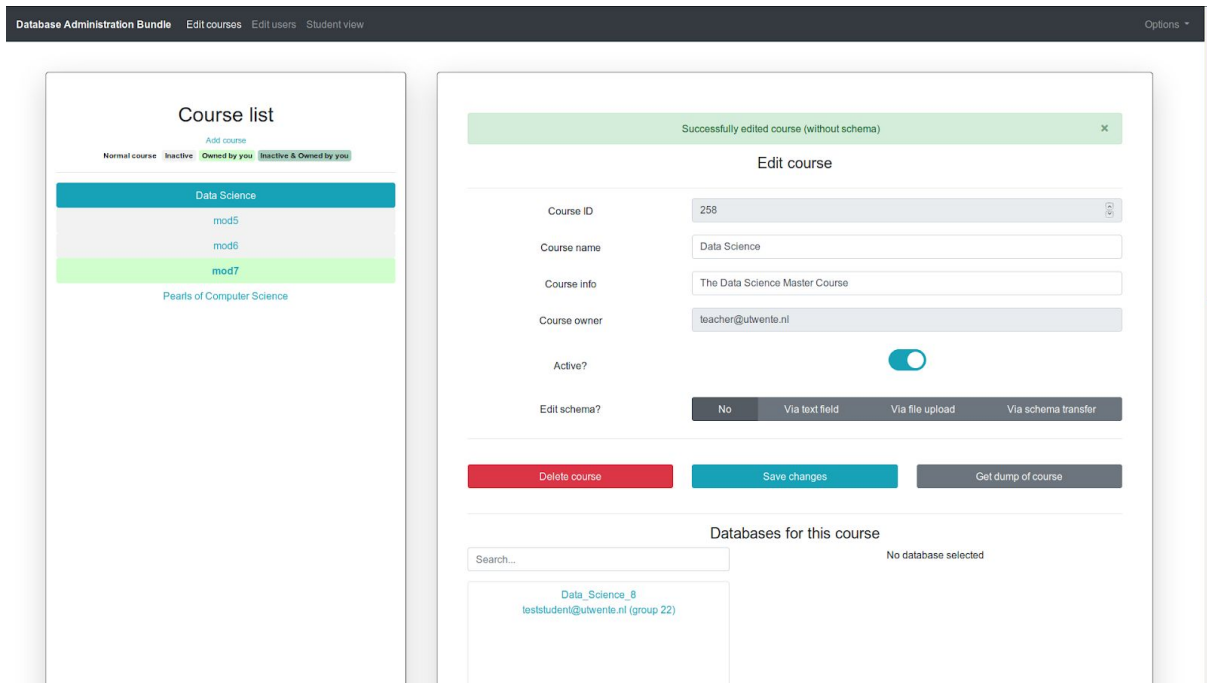 Database Administration Bundle Edit courses Edit users Student view Options
Course list
Add course
Normal course Inactive Owned by you Inactive & Owned by you
Data Science
mod5
mod6
mod7
Pearls of Computer Science
Successfully edited course (without schema) ×
Edit course
Course ID 258
Course name Data Science
Course info The Data Science Master Course
Course owner teacher@utwente.nl
Active?
Edit schema? No Via text field Via file upload Via schema transfer
Delete course Save changes Get dump of course
Databases for this course
Search... No database selected
Data_Science_8
teststudent@utwente.nl (group 22)